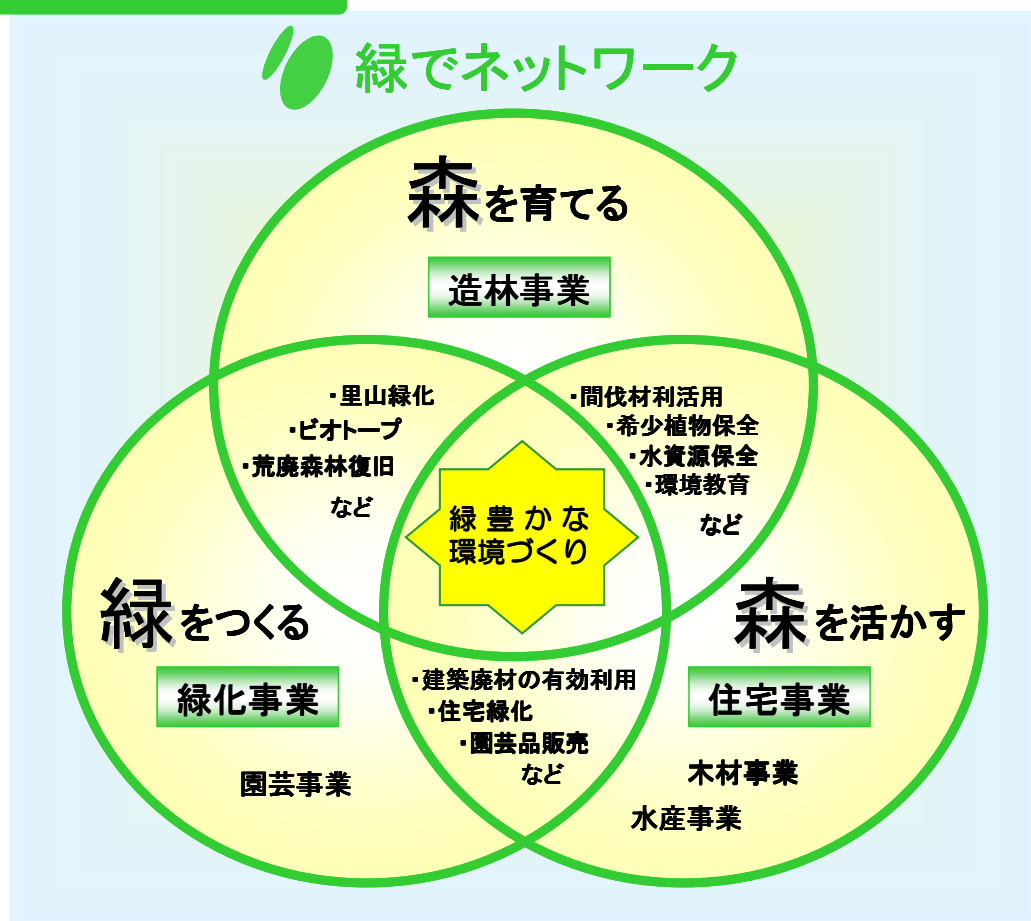 緑でネットワーク
森を育てる
造林事業
・里山緑化
・ビオトープ
・荒廃森林復旧
など
・間伐材利活用
・希少植物保全
・水資源保全
・環境教育
など
緑豊かな
環境づくり
緑をつくる
緑化事業
園芸事業
森を活かす
住宅事業
木材事業
水産事業
・建築廃材の有効利用
・住宅緑化
・園芸品販売
など